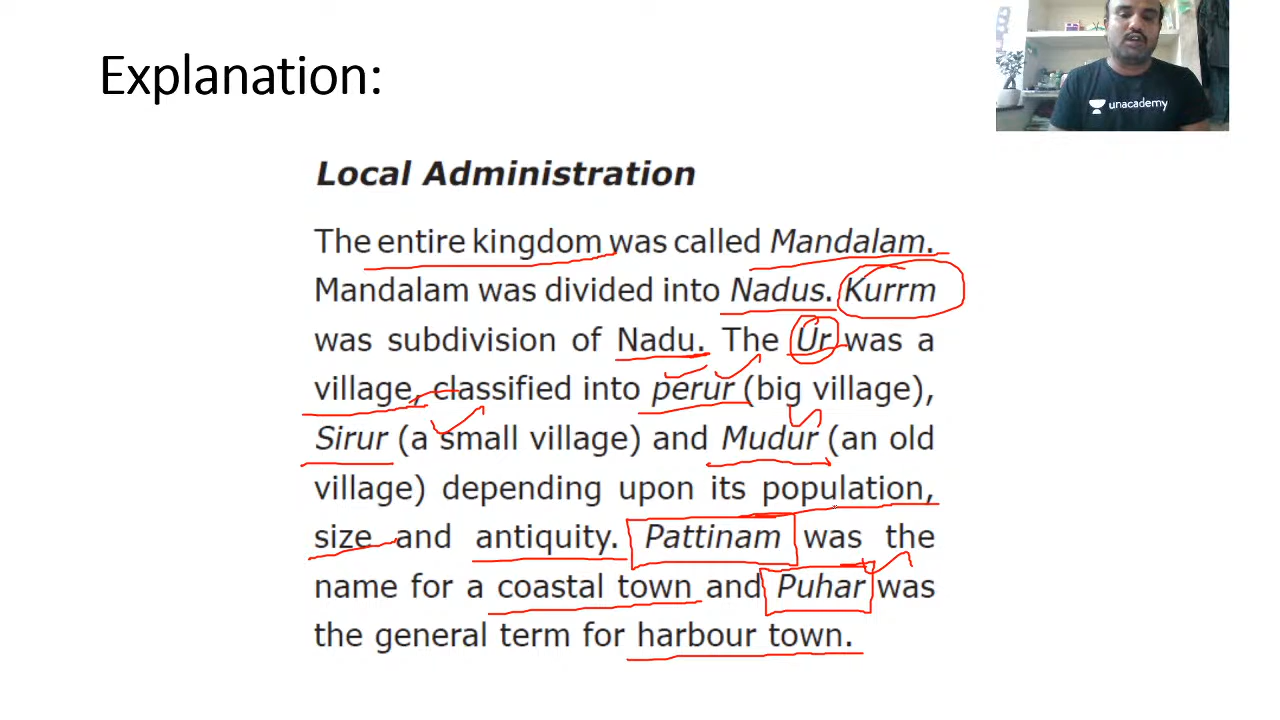 Explanation:
unacademy
Local Administration
The entire kingdom was called Mandalam.
Mandalam was divided into Nadus. Kurrm
was subdivision of Nadu. The Ur was a
village, classified into perur (big village),
Sirur (a small village) and Mudur (an old
village) depending upon its population,
size and antiquity. Pattinam was the
name for a coastal town and Puhar was
the general term for harbour town.